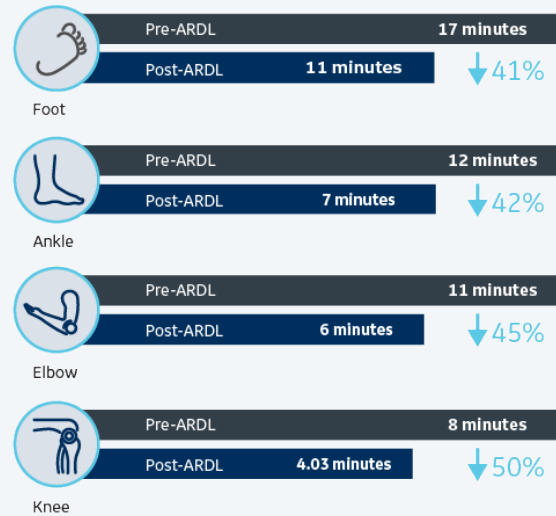 Pre-ARDL 17 minutes
Post-ARDL 11 minutes 41%
Foot
Pre-ARDL 12 minutes
Post-ARDL 7 minutes 42%
Ankle
Pre-ARDL 11 minutes
Post-ARDL 6 minutes 45%
Elbow
Pre-ARDL 8 minutes
Post-ARDL 4.03 minutes 50%
Knee